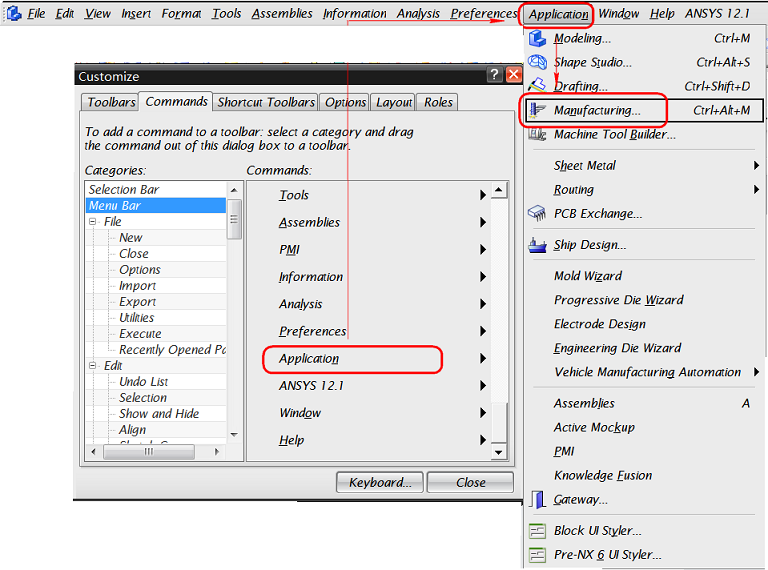 File Edit View Insert Format Tools Assemblies Information Analysis Preferences Application Window Help ANSYS 12.1
Customize
Toolbars Commands Shortcut Toolbars Options Layout Roles
To add a command to a toolbar: select a category and drag
the command out of this dialog box to a toolbar.
Categories:
Selection Bar
Menu Bar
File
New
Close
Options
Import
Export
Utilities
Execute
Recently Opened Pa
Edit
Undo List
Selection
Show and Hide
Align
Commands:
Tools
Assemblies
PMI
Information
Analysis
Preferences
Application
ANSYS 12.1
Window
Help
Keyboard... Close
Modeling... Ctrl+M
Shape Studio... Ctrl+Alt+S
Drafting... Ctrl+Shift+D
Manufacturing... Ctrl+Alt+M
Machine Tool Builder...
Sheet Metal
Routing
PCB Exchange...
Ship Design...
Mold Wizard
Progressive Die Wizard
Electrode Design
Engineering Die Wizard
Vehicle Manufacturing Automation
Assemblies A
Active Mockup
PMI
Knowledge Fusion
Gateway...
Block UI Styler...
Pre-NX 6 UI Styler...